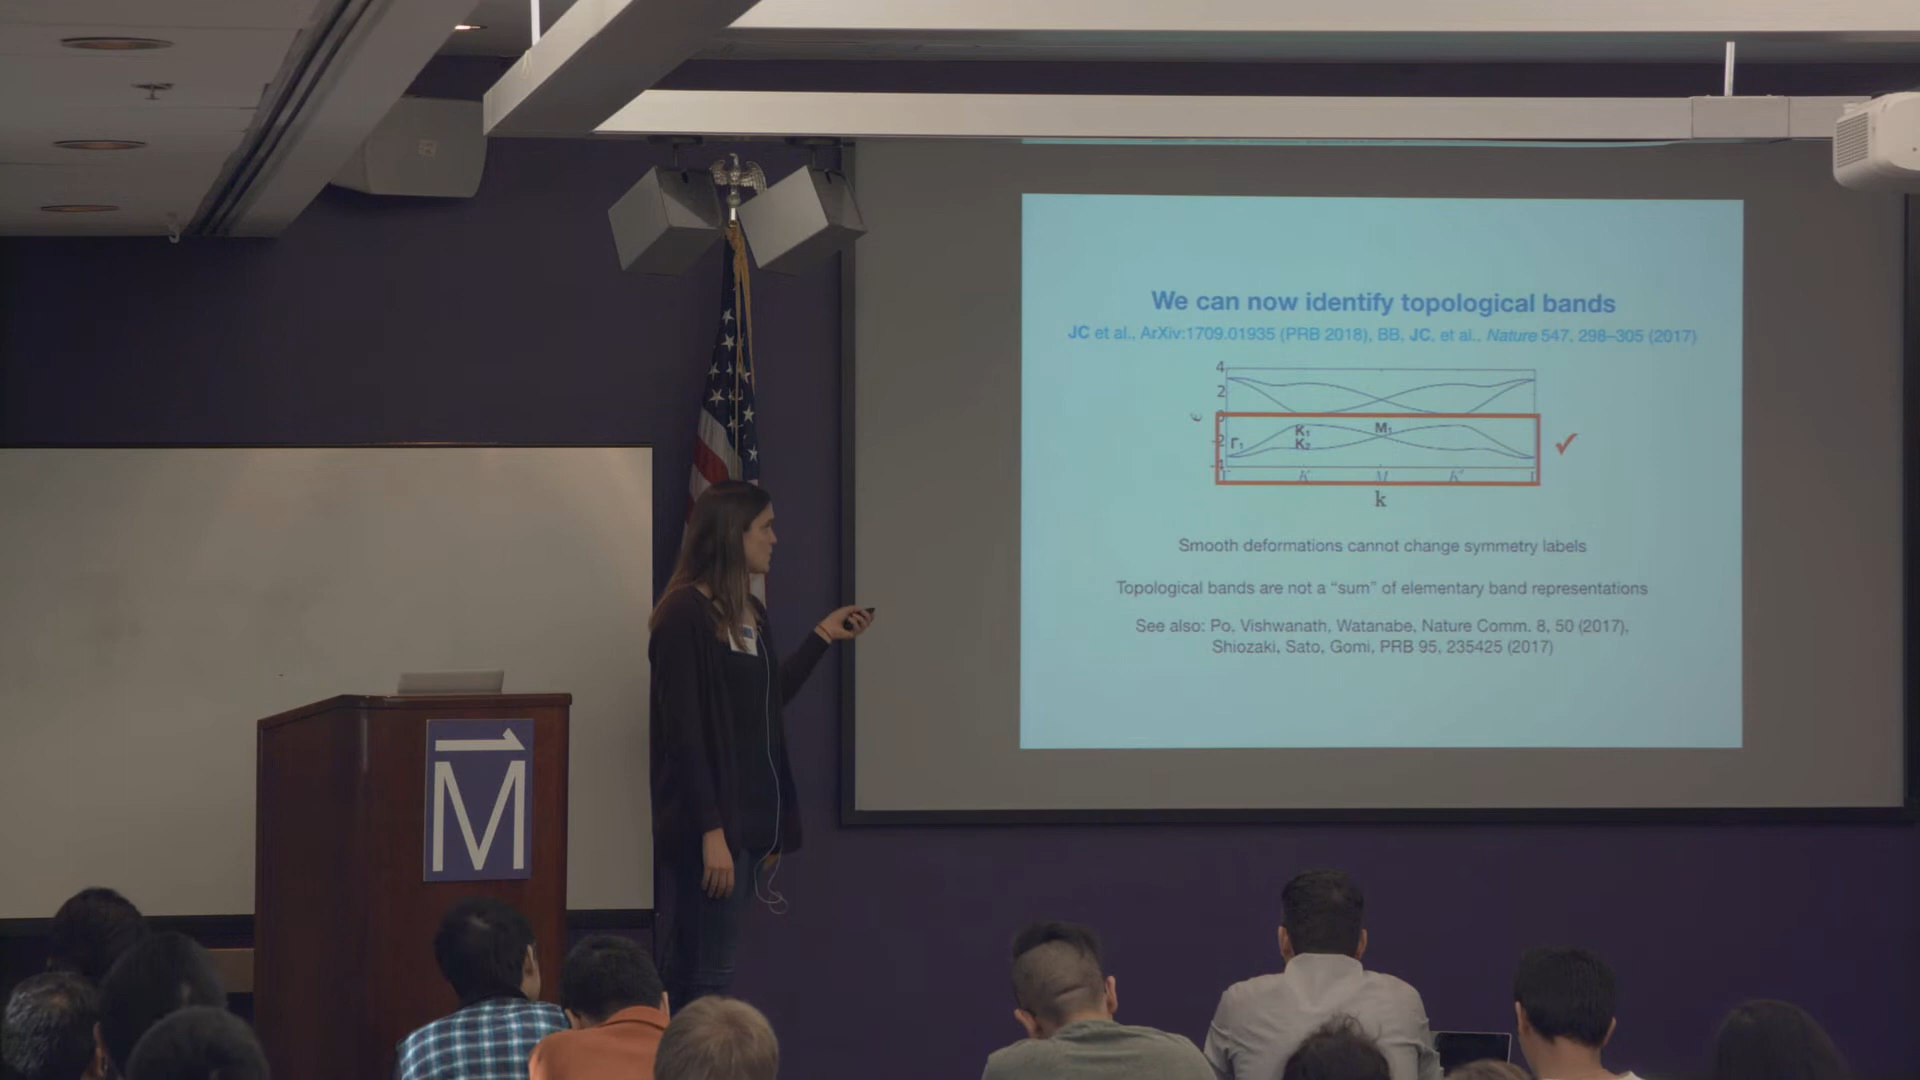 We can now identify topological bands
JC et al., ArXiv:1709.01935 (PRB 2018), BB, JC, et al., Nature 547, 298–305 (2017)
4
2
0
ϵ
K₁
M₁
-2
Γ₁
K₂
✓
K
M
K'
k
Smooth deformations cannot change symmetry labels
Topological bands are not a “sum” of elementary band representations
See also: Po, Vishwanath, Watanabe, Nature Comm. 8, 50 (2017),
Shiozaki, Sato, Gomi, PRB 95, 235425 (2017)
M